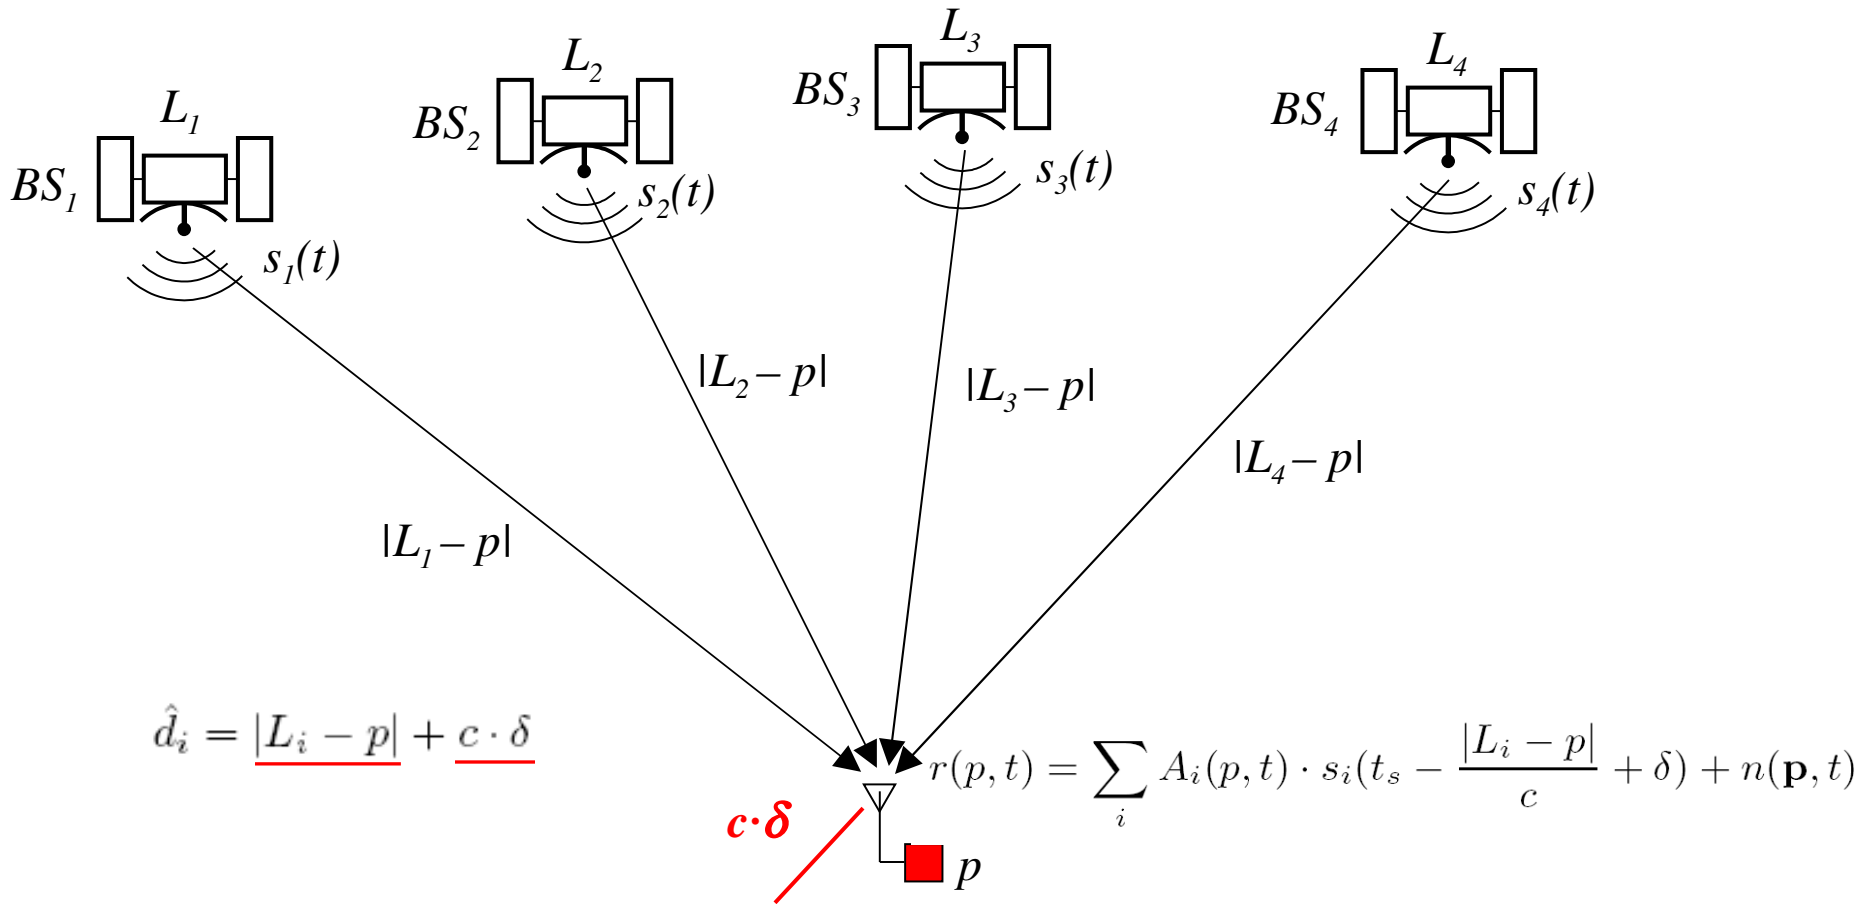 L₃
L₂
L₄
BS₃
L₁
BS₂
BS₄
s₃(t)
BS₁
s₂(t)
s₄(t)
s₁(t)
|L₂ – p|
|L₃ – p|
|L₄ – p|
|L₁ – p|
d̂ᵢ = |Lᵢ − p| + c · δ
r(p, t) = ∑ᵢ Aᵢ(p, t) · sᵢ(tₛ − |Lᵢ − p|/c + δ) + n(𝐩, t)
c·δ
p